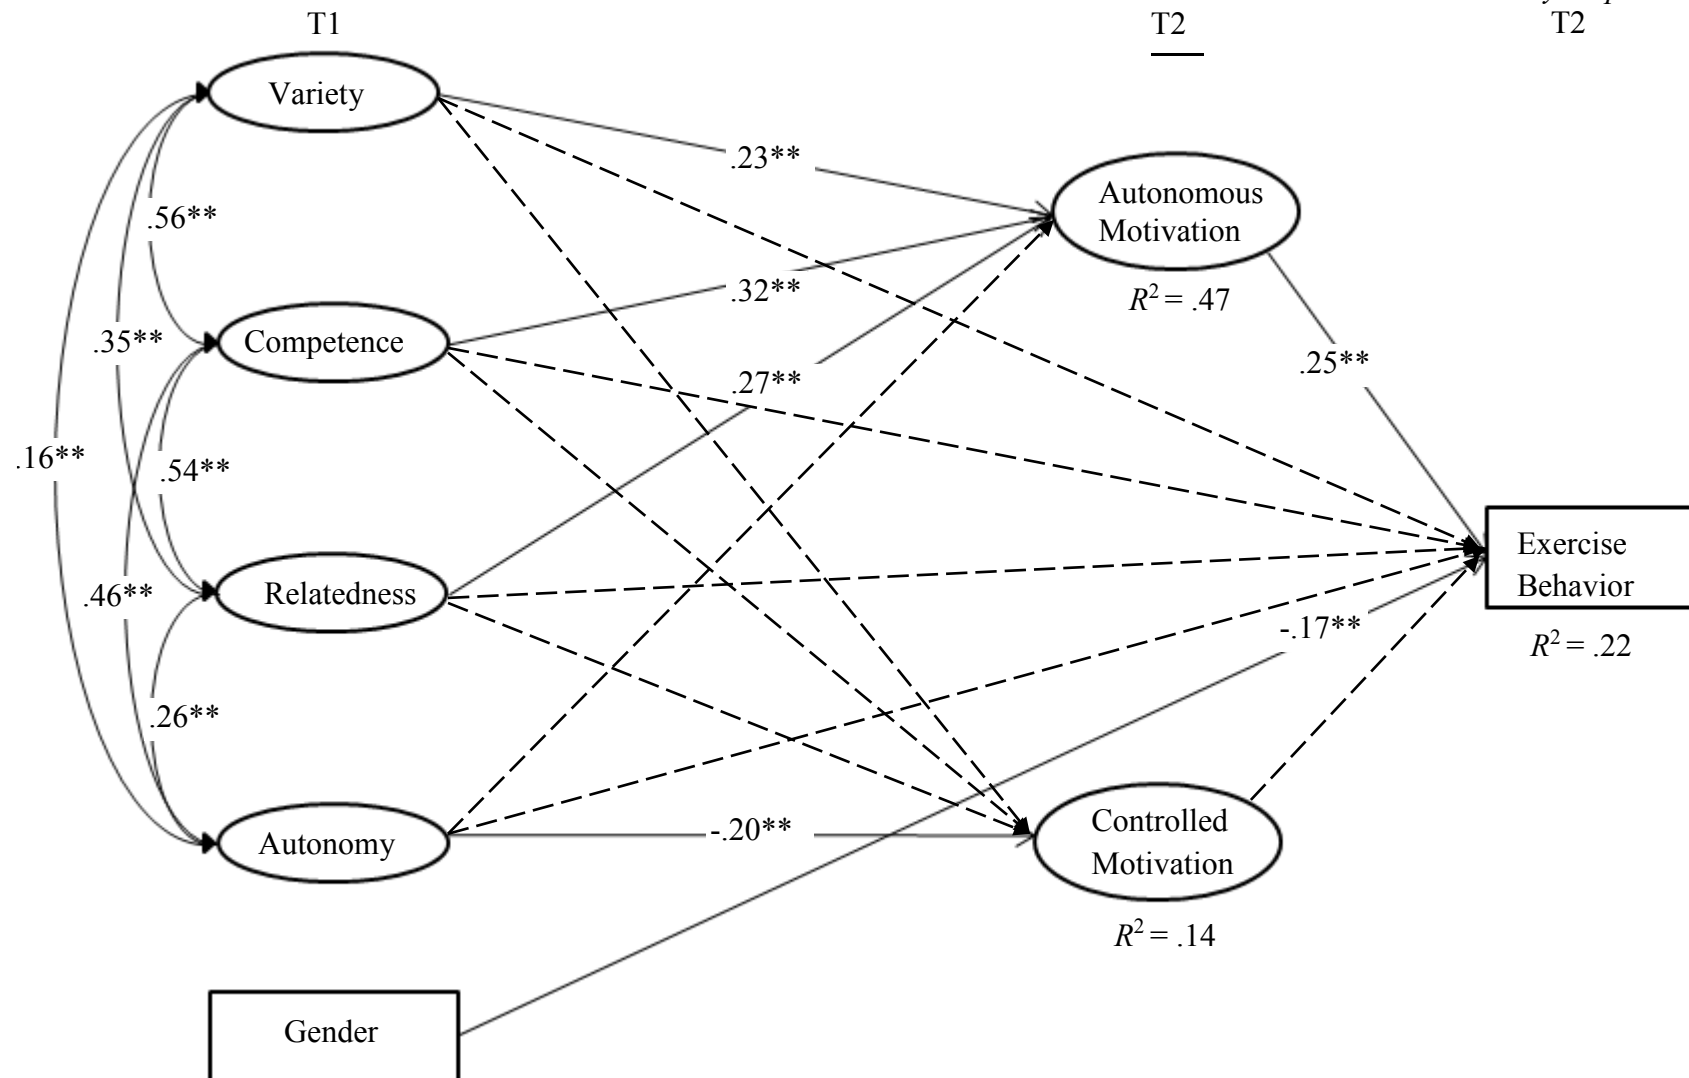 T1
T2
T2
Variety
.23**
Autonomous
Motivation
.56**
R² = .47
.32**
Competence
.35**
.25**
.27**
.16**
.54**
Exercise
Behavior
Relatedness
.46**
-.17**
R² = .22
.26**
Autonomy
-.20**
Controlled
Motivation
R² = .14
Gender